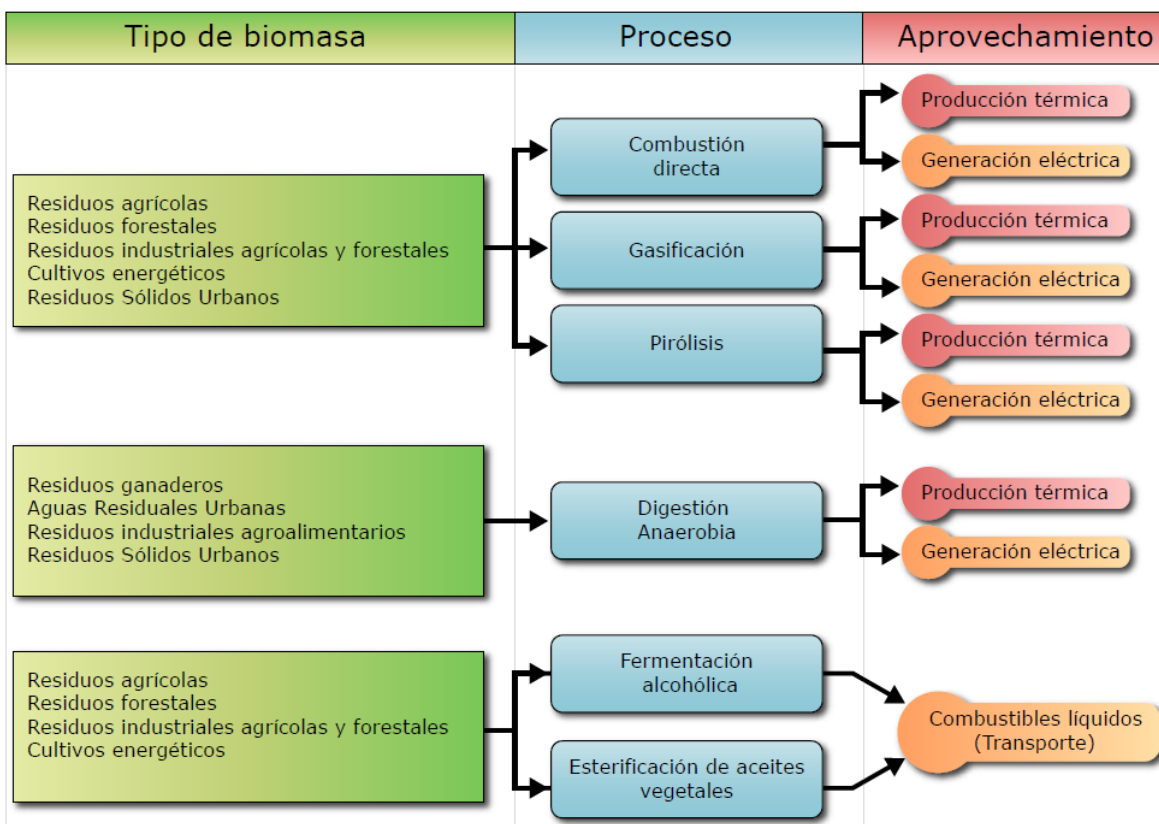 Tipo de biomasa
Proceso
Aprovechamiento
Residuos agrícolas
Residuos forestales
Residuos industriales agrícolas y forestales
Cultivos energéticos
Residuos Sólidos Urbanos
Combustión
directa
Producción térmica
Generación eléctrica
Gasificación
Producción térmica
Generación eléctrica
Pirólisis
Producción térmica
Generación eléctrica
Residuos ganaderos
Aguas Residuales Urbanas
Residuos industriales agroalimentarios
Residuos Sólidos Urbanos
Digestión
Anaerobia
Producción térmica
Generación eléctrica
Residuos agrícolas
Residuos forestales
Residuos industriales agrícolas y forestales
Cultivos energéticos
Fermentación
alcohólica
Esterificación de aceites
vegetales
Combustibles líquidos
(Transporte)